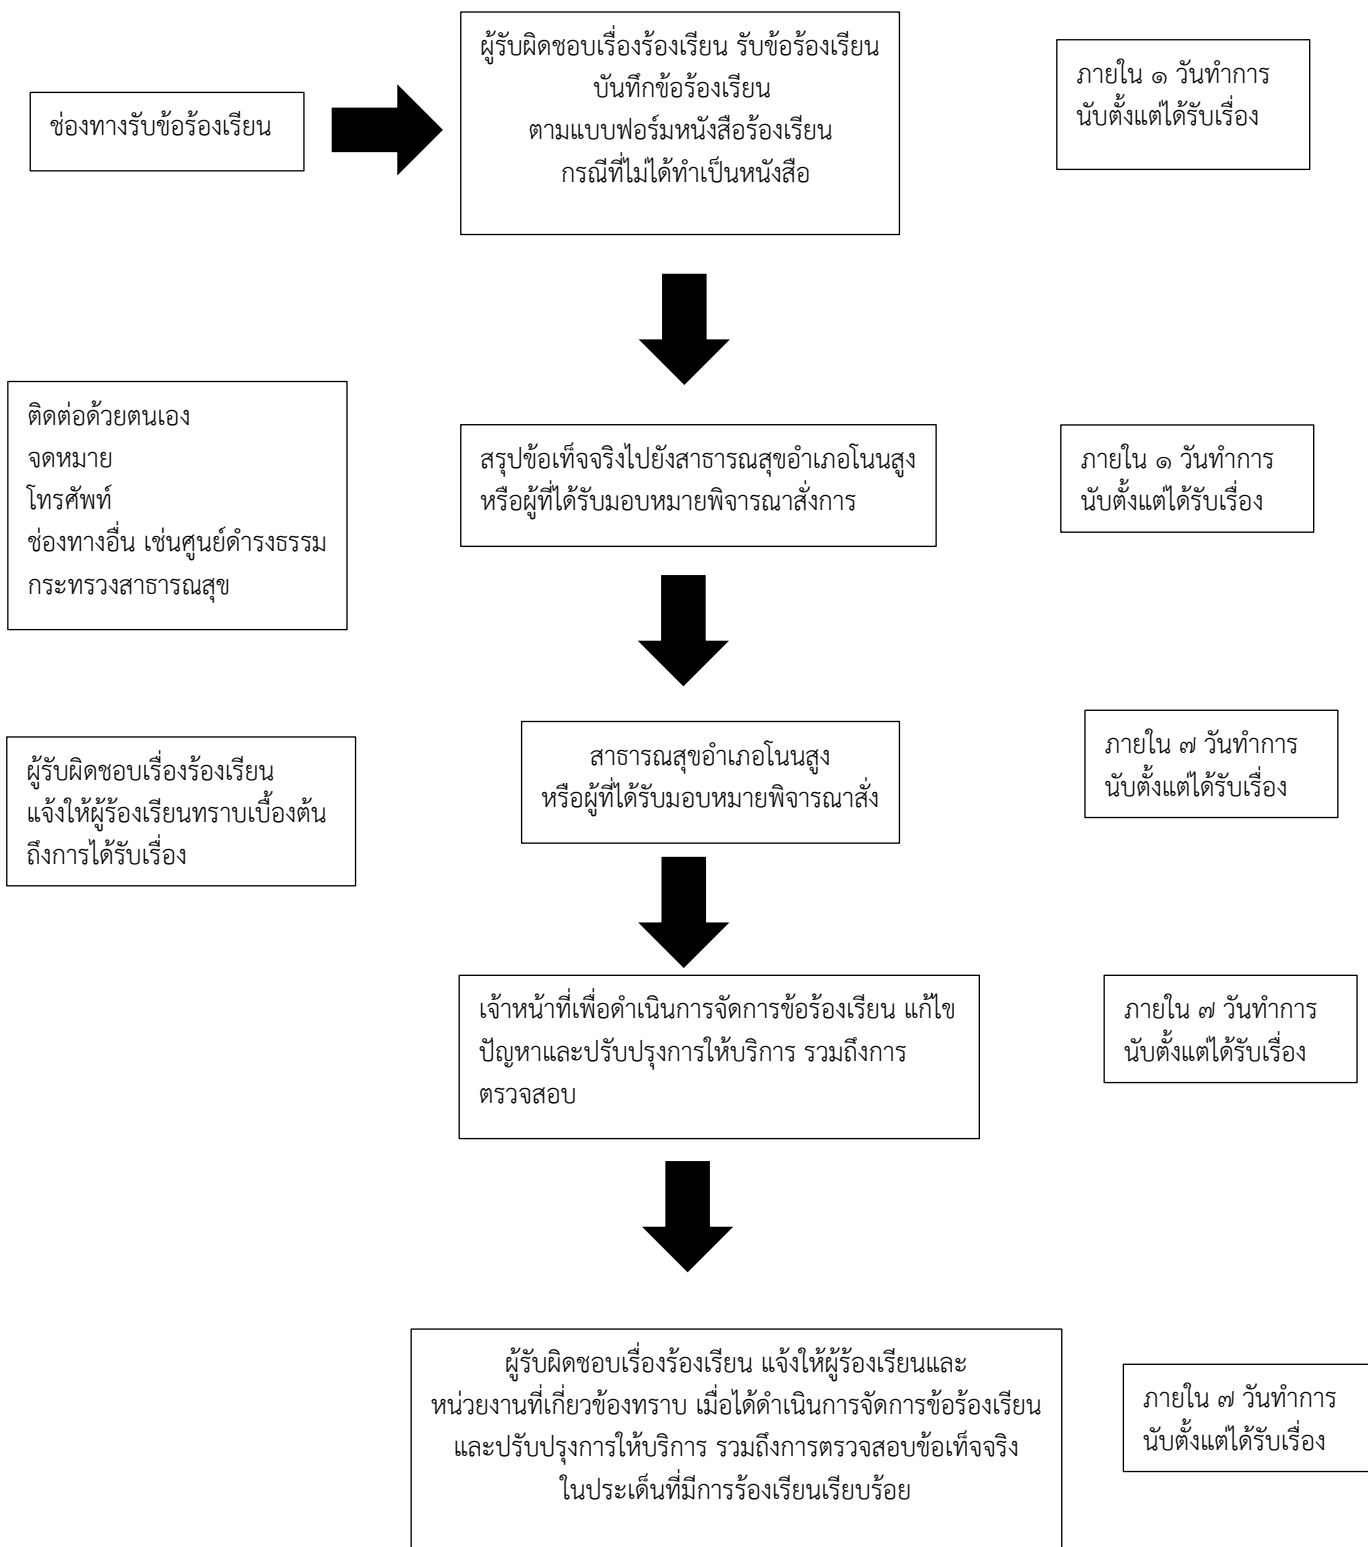 ช่องทางรับข้อร้องเรียน
ผู้รับผิดชอบเรื่องร้องเรียน รับข้อร้องเรียน
บันทึกข้อร้องเรียน
ตามแบบฟอร์มหนังสือร้องเรียน
กรณีที่ไม่ได้ทำเป็นหนังสือ
ภายใน ๑ วันทำการ
นับตั้งแต่ได้รับเรื่อง
ติดต่อด้วยตนเอง
จดหมาย
โทรศัพท์
ช่องทางอื่น เช่นศูนย์ดำรงธรรม
กระทรวงสาธารณสุข
สรุปข้อเท็จจริงไปยังสาธารณสุขอำเภอโนนสูง
หรือผู้ที่ได้รับมอบหมายพิจารณาสั่งการ
ภายใน ๑ วันทำการ
นับตั้งแต่ได้รับเรื่อง
ผู้รับผิดชอบเรื่องร้องเรียน
แจ้งให้ผู้ร้องเรียนทราบเบื้องต้น
ถึงการได้รับเรื่อง
สาธารณสุขอำเภอโนนสูง
หรือผู้ที่ได้รับมอบหมายพิจารณาสั่ง
ภายใน ๗ วันทำการ
นับตั้งแต่ได้รับเรื่อง
เจ้าหน้าที่เพื่อดำเนินการจัดการข้อร้องเรียน แก้ไข
ปัญหาและปรับปรุงการให้บริการ รวมถึงการ
ตรวจสอบ
ภายใน ๗ วันทำการ
นับตั้งแต่ได้รับเรื่อง
ผู้รับผิดชอบเรื่องร้องเรียน แจ้งให้ผู้ร้องเรียนและ
หน่วยงานที่เกี่ยวข้องทราบ เมื่อได้ดำเนินการจัดการข้อร้องเรียน
และปรับปรุงการให้บริการ รวมถึงการตรวจสอบข้อเท็จจริง
ในประเด็นที่มีการร้องเรียนเรียบร้อย
ภายใน ๗ วันทำการ
นับตั้งแต่ได้รับเรื่อง